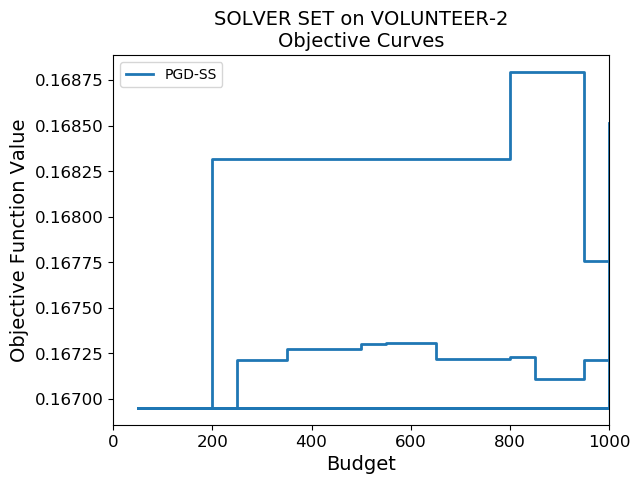 SOLVER SET on VOLUNTEER-2
Objective Curves
PGD-SS
Objective Function Value
0.16875
0.16850
0.16825
0.16800
0.16775
0.16750
0.16725
0.16700
0 200 400 600 800 1000
Budget